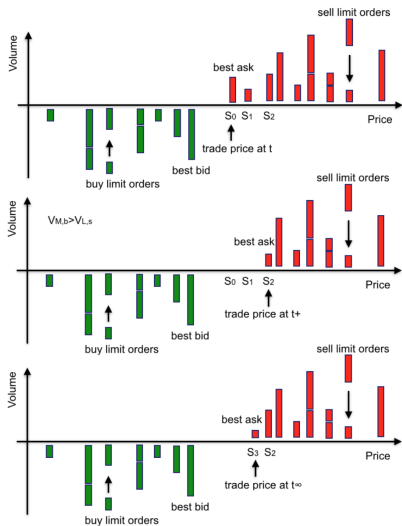 sell limit orders
Volume
best ask
S0 S1 S2
Price
trade price at t
best bid
buy limit orders
sell limit orders
Volume
VM,b>VL,s
best ask
S0 S1 S2
Price
trade price at t+
best bid
buy limit orders
sell limit orders
Volume
best ask
S3 S2
Price
trade price at t∞
best bid
buy limit orders